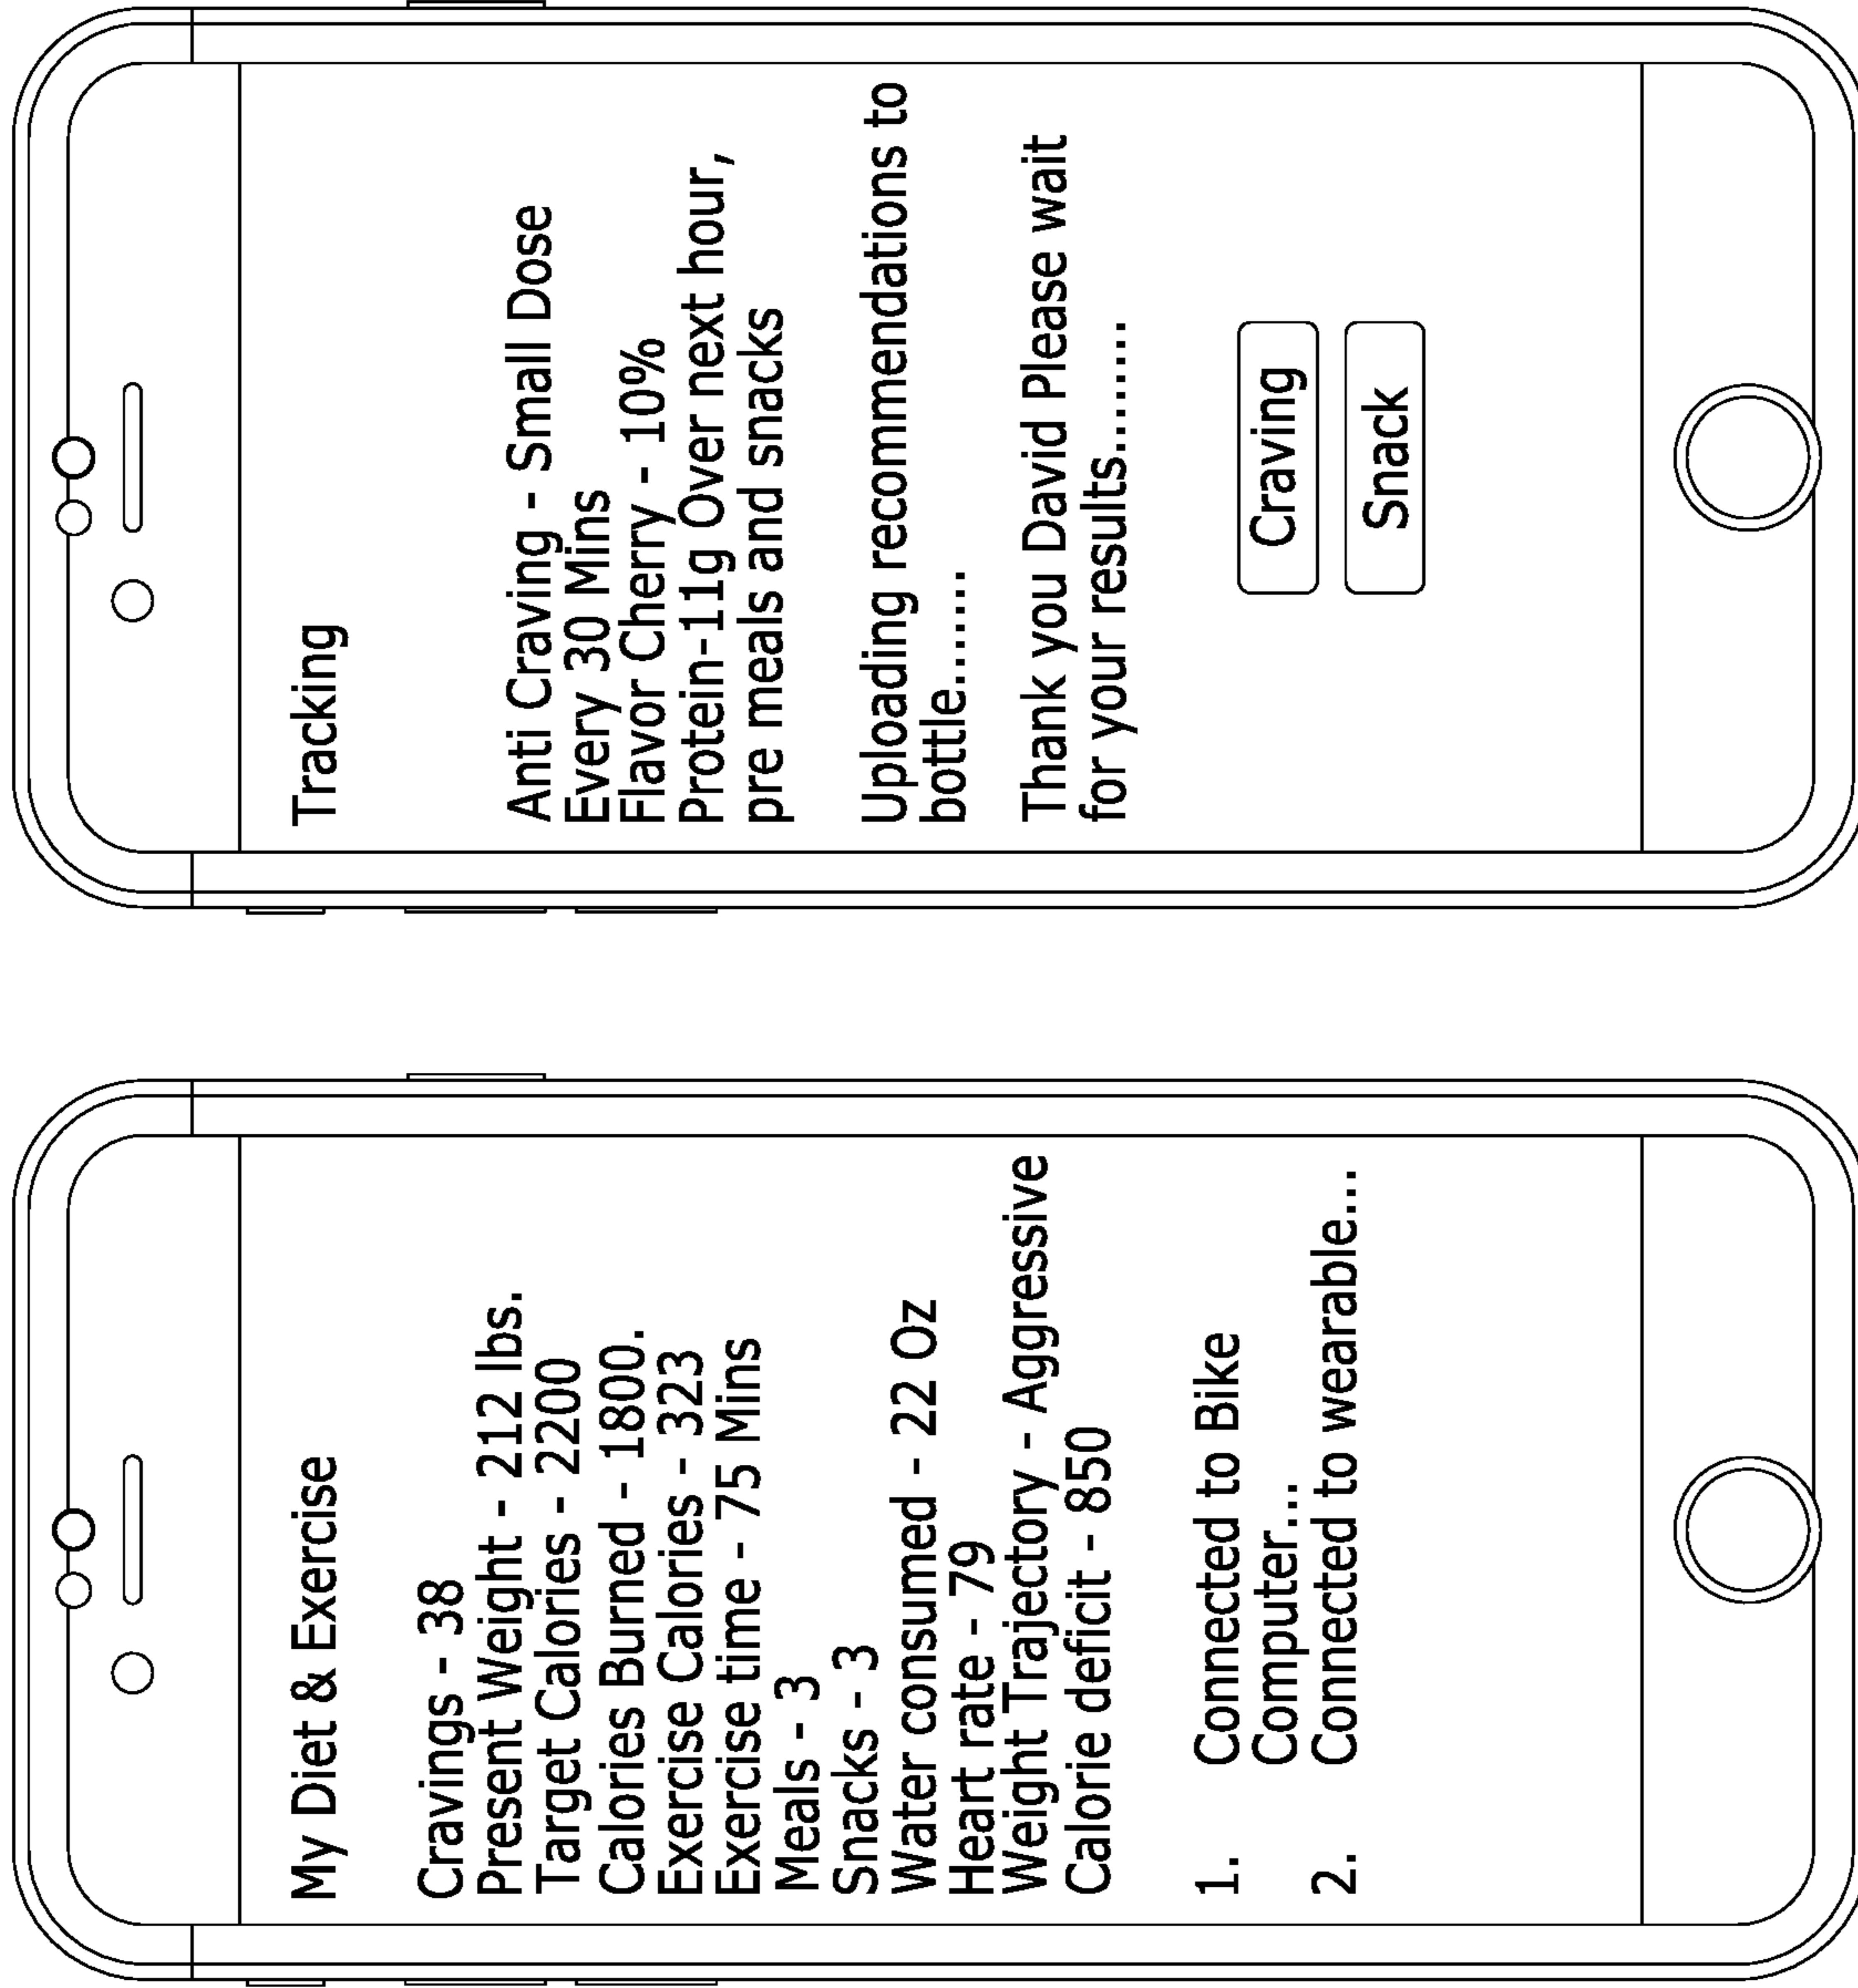 My Diet & Exercise
Cravings - 38
Present Weight - 212 lbs.
Target Calories - 2200
Calories Burned - 1800.
Exercise Calories - 323
Exercise time - 75 Mins
Meals - 3
Snacks - 3
Water consumed - 22 Oz
Heart rate - 79
Weight Trajectory - Aggressive
Calorie deficit - 850
1. Connected to Bike
Computer...
2. Connected to wearable...
Tracking
Anti Craving - Small Dose
Every 30 Mins
Flavor Cherry - 10%
Protein-11g Over next hour,
pre meals and snacks
Uploading recommendations to
bottle.......
Thank you David Please wait
for your results.........
Craving
Snack